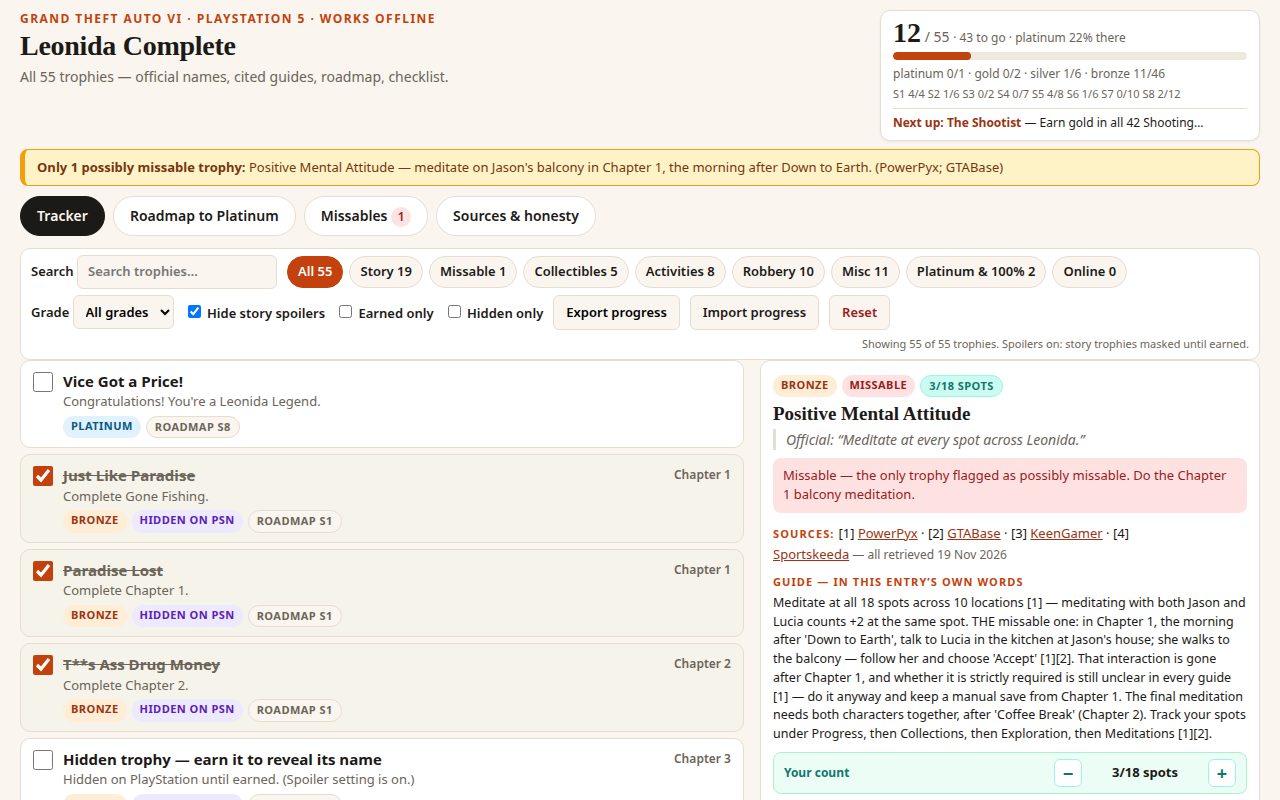 GRAND THEFT AUTO VI · PLAYSTATION 5 · WORKS OFFLINE
Leonida Complete
All 55 trophies — official names, cited guides, roadmap, checklist.
12 / 55 · 43 to go · platinum 22% there
platinum 0/1 · gold 0/2 · silver 1/6 · bronze 11/46
S1 4/4 S2 1/6 S3 0/2 S4 0/7 S5 4/8 S6 1/6 S7 0/10 S8 2/12
Next up: The Shootist — Earn gold in all 42 Shooting...
Only 1 possibly missable trophy: Positive Mental Attitude — meditate on Jason's balcony in Chapter 1, the morning after Down to Earth. (PowerPyx; GTABase)
Tracker
Roadmap to Platinum
Missables 1
Sources & honesty
Search Search trophies...
All 55
Story 19
Missable 1
Collectibles 5
Activities 8
Robbery 10
Misc 11
Platinum & 100% 2
Online 0
Grade All grades
Hide story spoilers
Earned only
Hidden only
Export progress
Import progress
Reset
Showing 55 of 55 trophies. Spoilers on: story trophies masked until earned.
Vice Got a Price!
Congratulations! You're a Leonida Legend.
PLATINUM ROADMAP S8
Just Like Paradise Chapter 1
Complete Gone Fishing.
BRONZE HIDDEN ON PSN ROADMAP S1
Paradise Lost Chapter 1
Complete Chapter 1.
BRONZE HIDDEN ON PSN ROADMAP S1
T**s Ass Drug Money Chapter 2
Complete Chapter 2.
BRONZE HIDDEN ON PSN ROADMAP S1
Hidden trophy — earn it to reveal its name Chapter 3
Hidden on PlayStation until earned. (Spoiler setting is on.)
BRONZE MISSABLE 3/18 SPOTS
Positive Mental Attitude
Official: “Meditate at every spot across Leonida.”
Missable — the only trophy flagged as possibly missable. Do the Chapter
1 balcony meditation.
SOURCES: [1] PowerPyx · [2] GTABase · [3] KeenGamer · [4]
Sportskeeda — all retrieved 19 Nov 2026
GUIDE — IN THIS ENTRY'S OWN WORDS
Meditate at all 18 spots across 10 locations [1] — meditating with both Jason and
Lucia counts +2 at the same spot. THE missable one: in Chapter 1, the morning
after 'Down to Earth', talk to Lucia in the kitchen at Jason's house; she walks to
the balcony — follow her and choose 'Accept' [1][2]. That interaction is gone
after Chapter 1, and whether it is strictly required is still unclear in every guide
[1] — do it anyway and keep a manual save from Chapter 1. The final meditation
needs both characters together, after 'Coffee Break' (Chapter 2). Track your spots
under Progress, then Collections, then Exploration, then Meditations [1][2].
Your count − 3/18 spots +